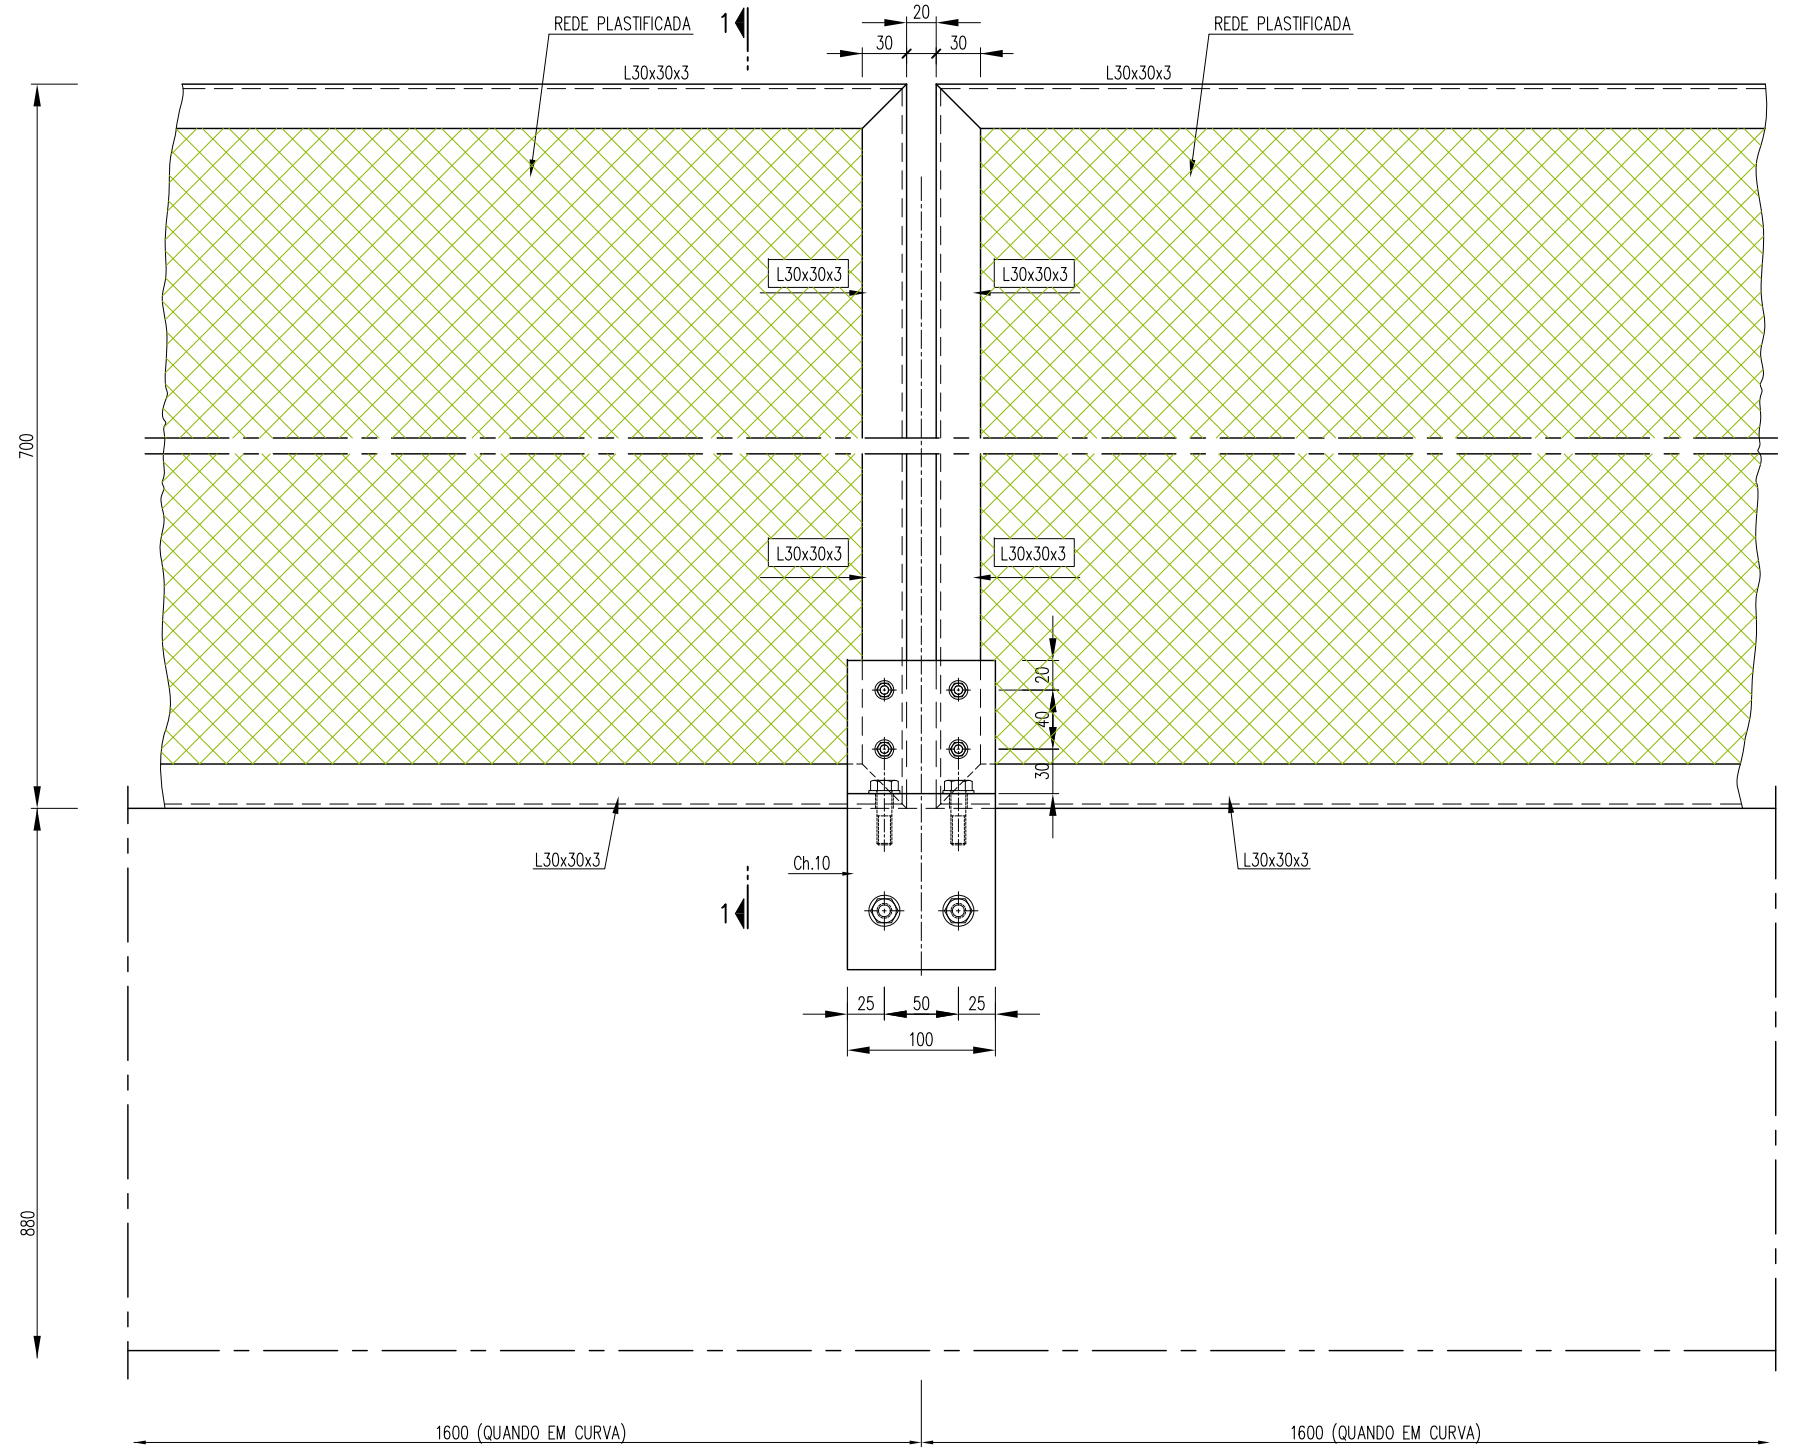 20
REDE PLASTIFICADA
1
REDE PLASTIFICADA
30
30
L30x30x3
L30x30x3
L30x30x3
L30x30x3
700
L30x30x3
L30x30x3
20
40
30
L30x30x3
Ch.10
L30x30x3
1
25
50
25
100
880
1600 (QUANDO EM CURVA)
1600 (QUANDO EM CURVA)